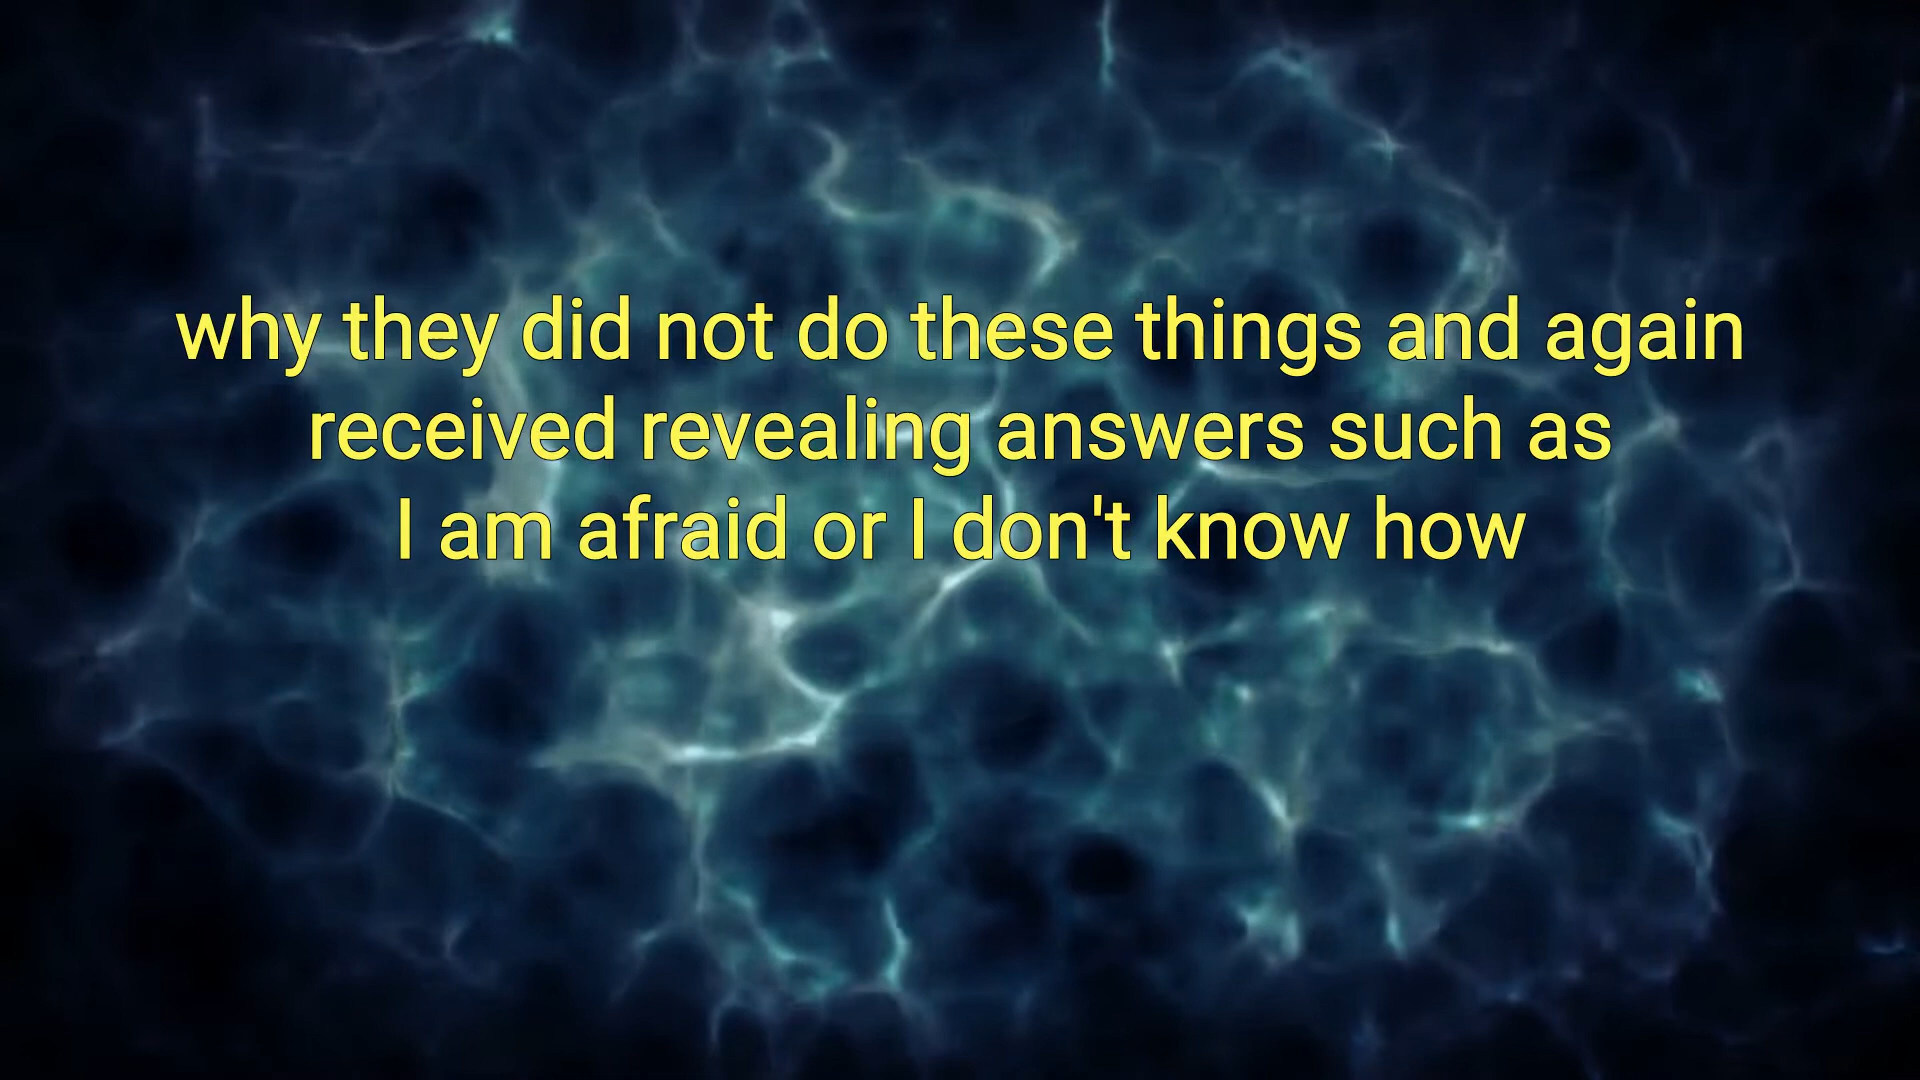 why they did not do these things and again
received revealing answers such as
I am afraid or I don't know how